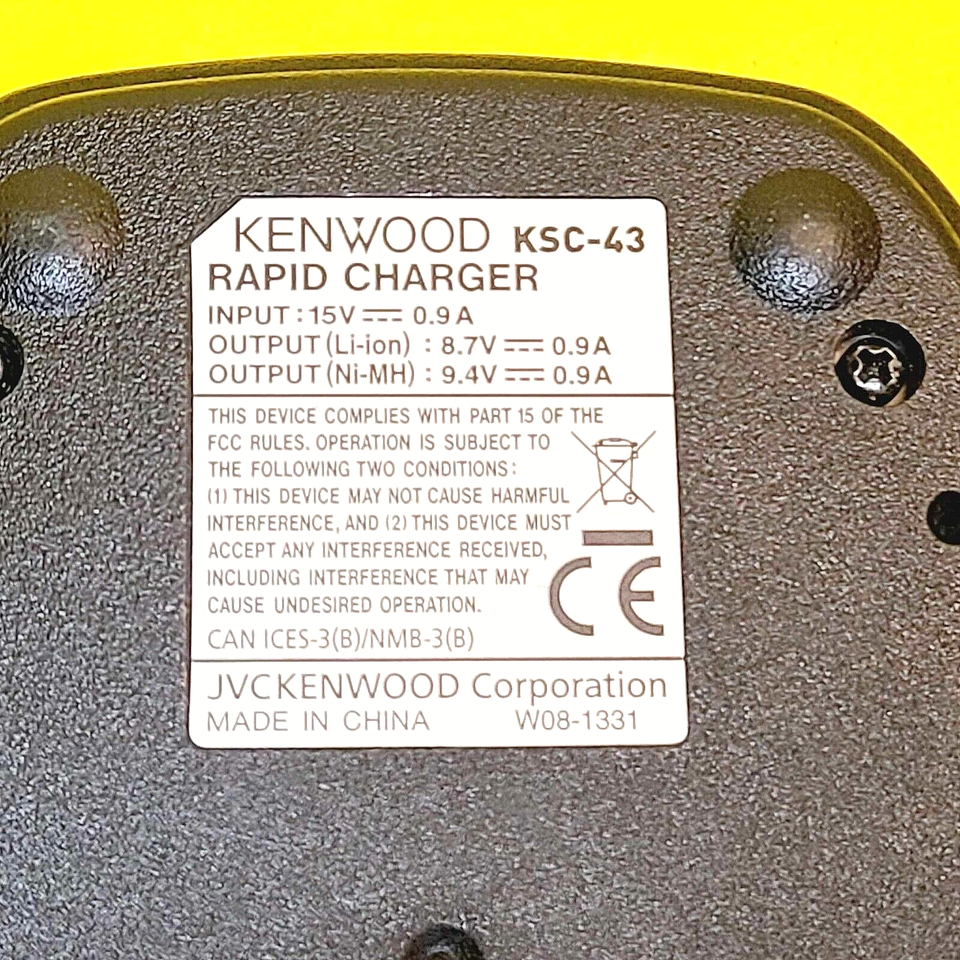 KENWOOD KSC-43
RAPID CHARGER
INPUT : 15V ⎓ 0.9 A
OUTPUT (Li-ion) : 8.7V ⎓ 0.9 A
OUTPUT (Ni-MH) : 9.4V ⎓ 0.9 A
THIS DEVICE COMPLIES WITH PART 15 OF THE
FCC RULES. OPERATION IS SUBJECT TO
THE FOLLOWING TWO CONDITIONS :
(1) THIS DEVICE MAY NOT CAUSE HARMFUL
INTERFERENCE, AND (2) THIS DEVICE MUST
ACCEPT ANY INTERFERENCE RECEIVED,
INCLUDING INTERFERENCE THAT MAY
CAUSE UNDESIRED OPERATION.
CE
CAN ICES-3(B)/NMB-3(B)
JVCKENWOOD Corporation
MADE IN CHINA W08-1331